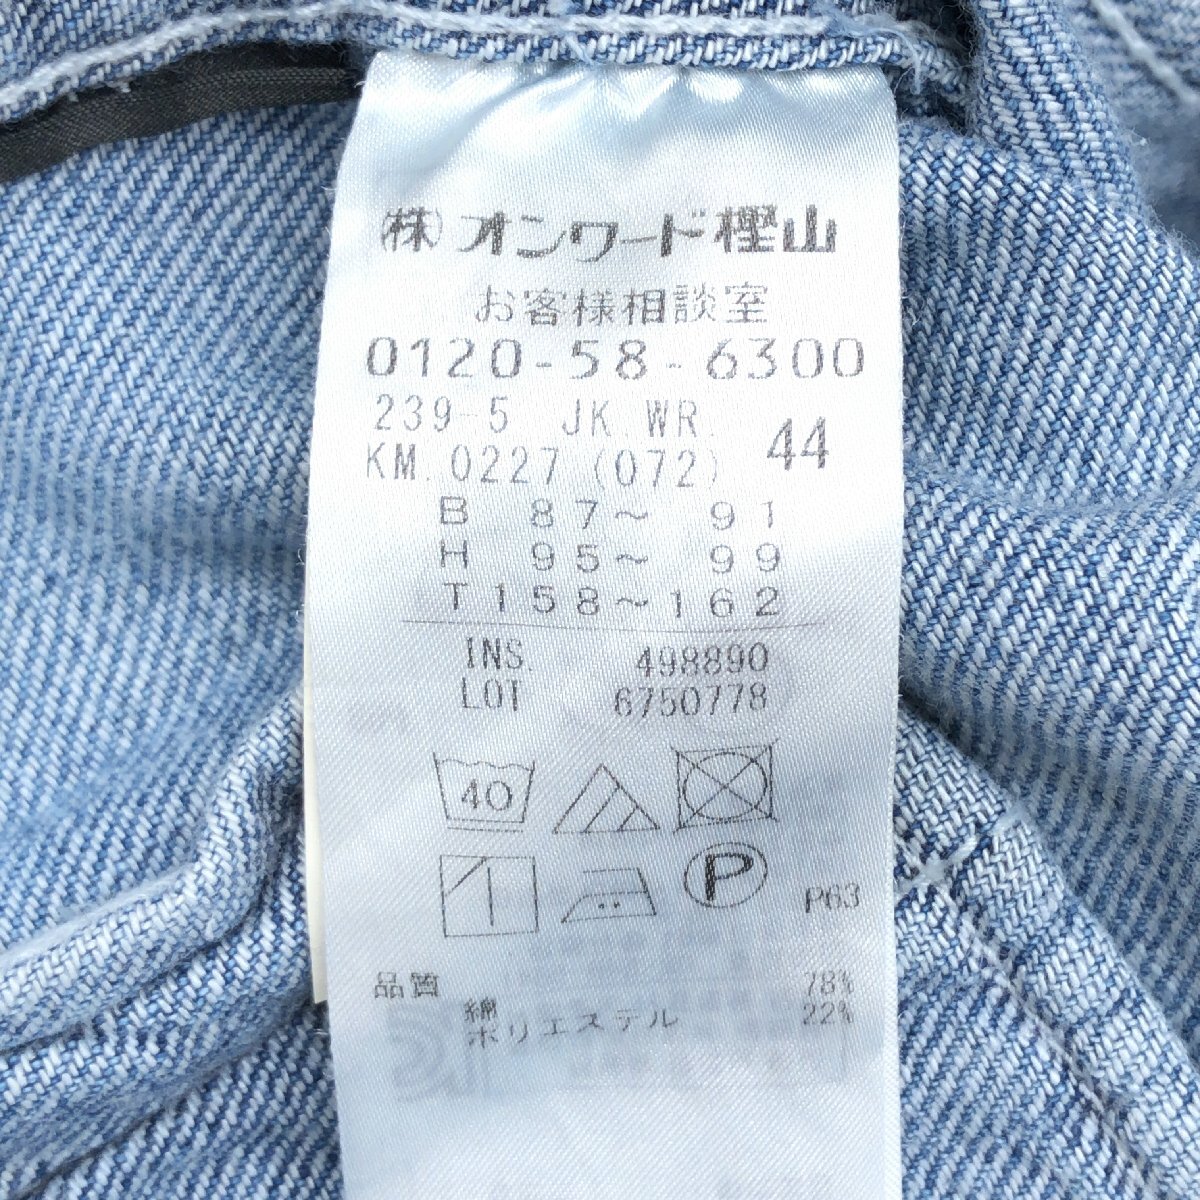 (株)オンワード樫山
お客様相談室
0120-58-6300
239-5 JK.WR. 44
KM.0227 (072)
B 87～ 91
H 95～ 99
T158～162
INS. 498890
LOT 6750778
40
P
P63
品質
綿 78%
ポリエステル 22%